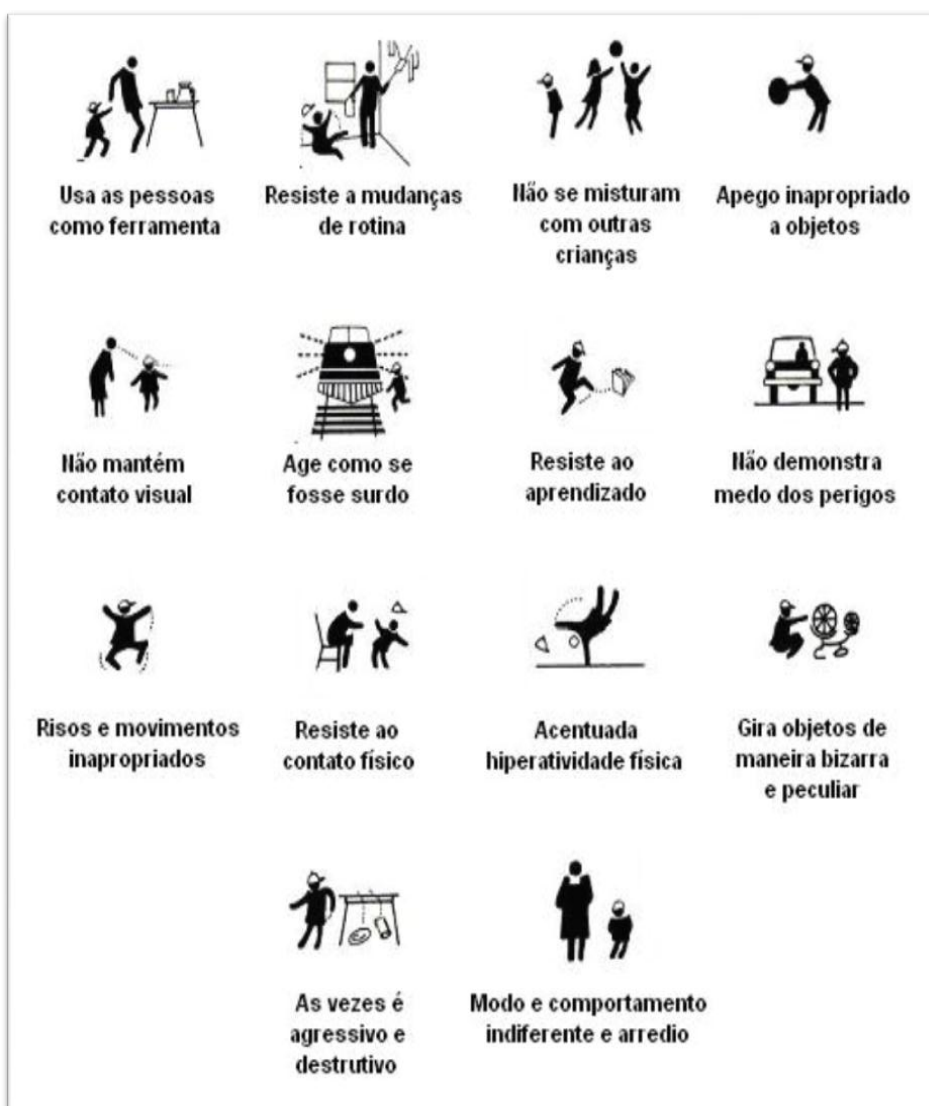 Usa as pessoas
como ferramenta
Resiste a mudanças
de rotina
Não se misturam
com outras
crianças
Apego inapropriado
a objetos
Não mantém
contato visual
Age como se
fosse surdo
Resiste ao
aprendizado
Não demonstra
medo dos perigos
Risos e movimentos
inapropriados
Resiste ao
contato físico
Acentuada
hiperatividade física
Gira objetos de
maneira bizarra
e peculiar
As vezes é
agressivo e
destrutivo
Modo e comportamento
indiferente e arredio